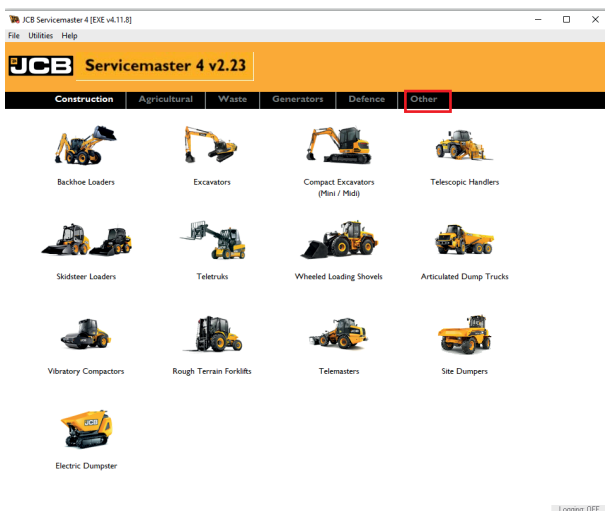 JCB Servicemaster 4 [EXE v4.11.8]
File Utilities Help
JCB Servicemaster 4 v2.23
Construction Agricultural Waste Generators Defence Other
Backhoe Loaders Excavators Compact Excavators (Mini / Midi) Telescopic Handlers
Skidsteer Loaders Teletruks Wheeled Loading Shovels Articulated Dump Trucks
Vibratory Compactors Rough Terrain Forklifts Telemasters Site Dumpers
JCB
Electric Dumpster
Logging: OFF